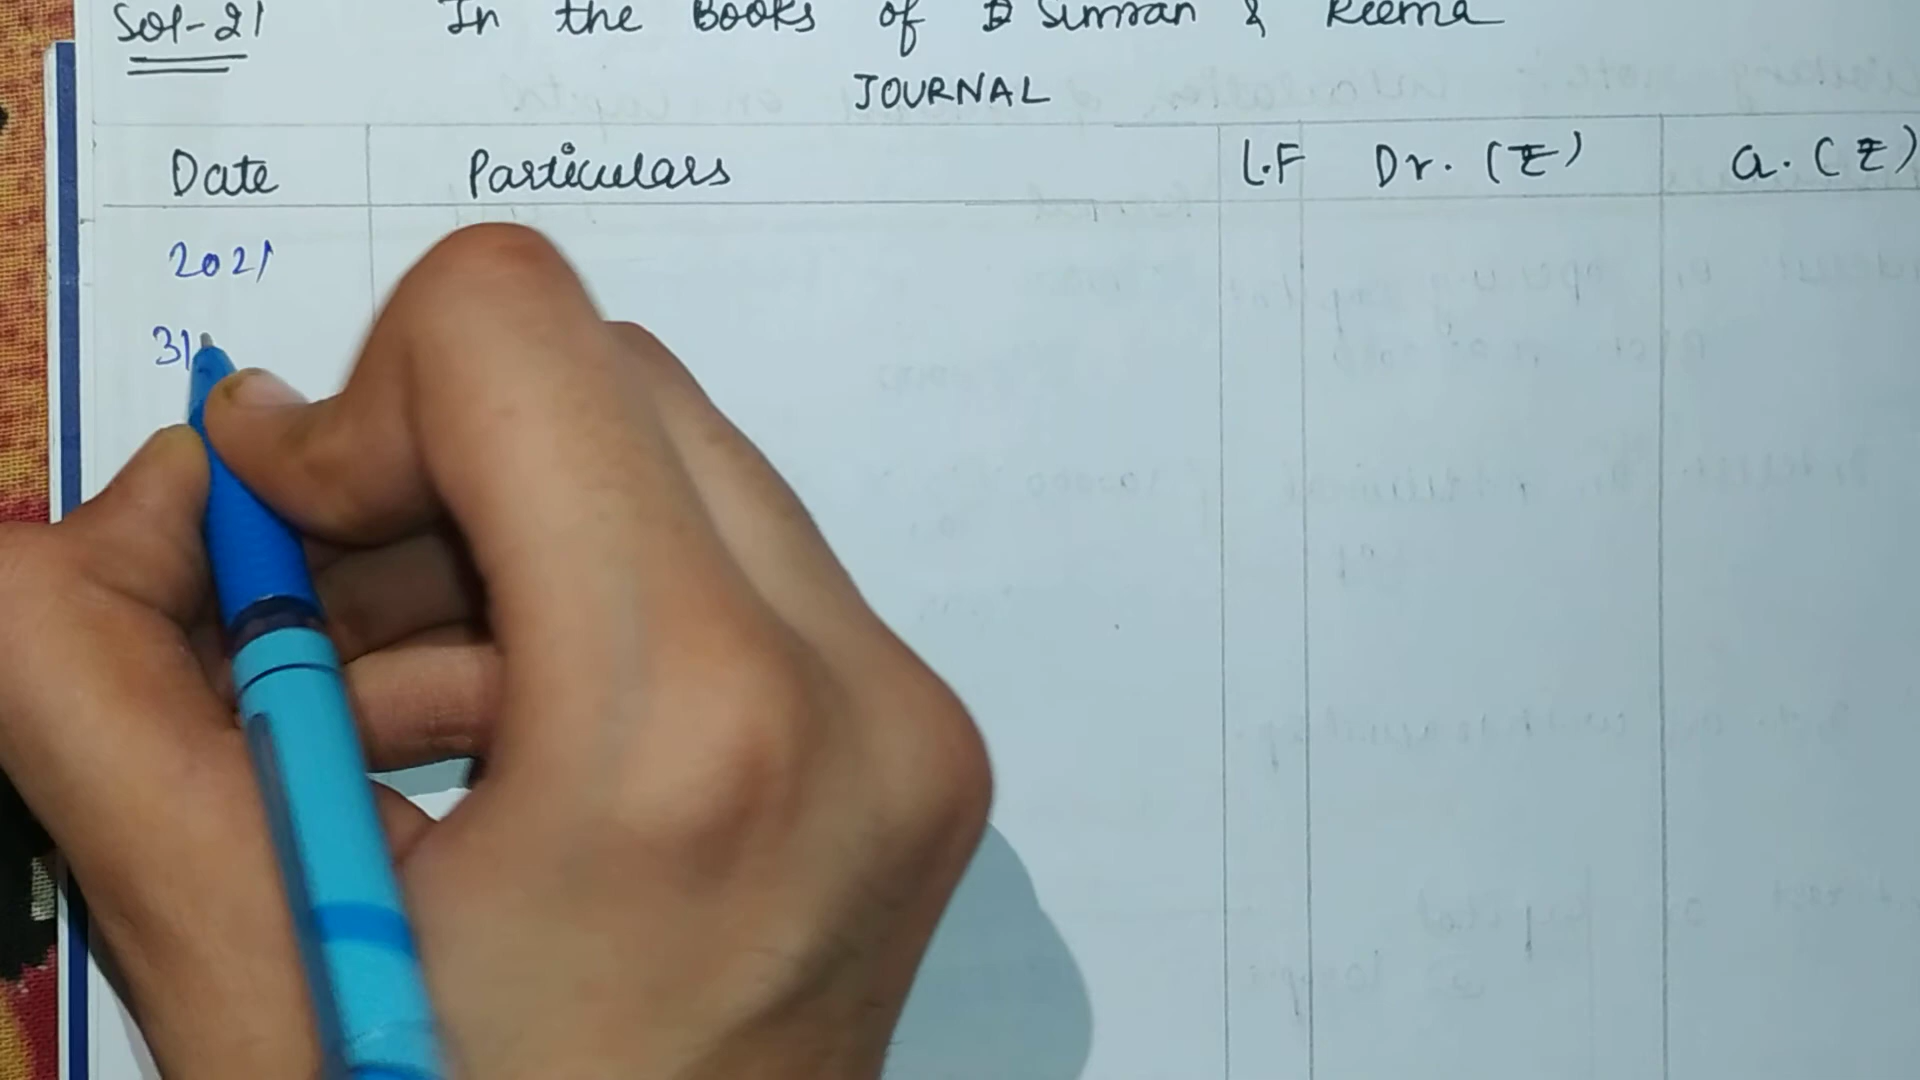 Sol-21 In the Books of Simran & Reema
JOURNAL
Date Particulars L.F Dr. (₹) Cr. (₹)
2021
31